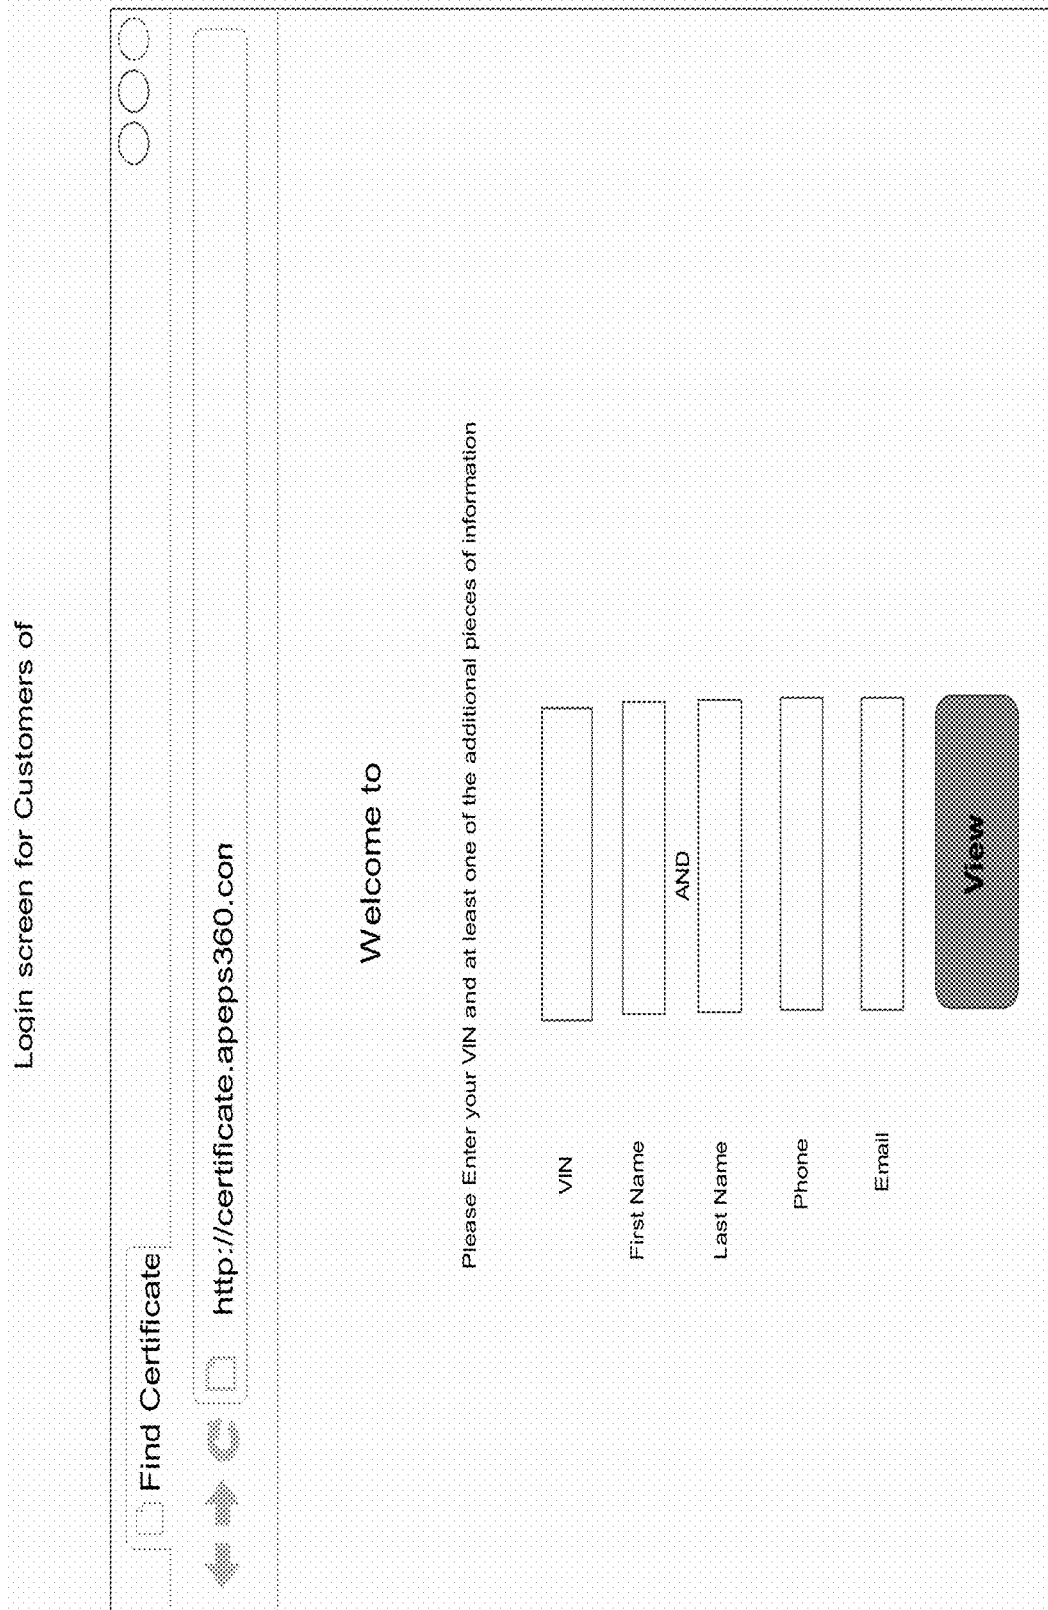 Login screen for Customers of
Find Certificate
http://certificate.apeps360.con
Welcome to
Please Enter your VIN and at least one of the additional pieces of information
VIN
First Name
AND
Last Name
Phone
Email
View